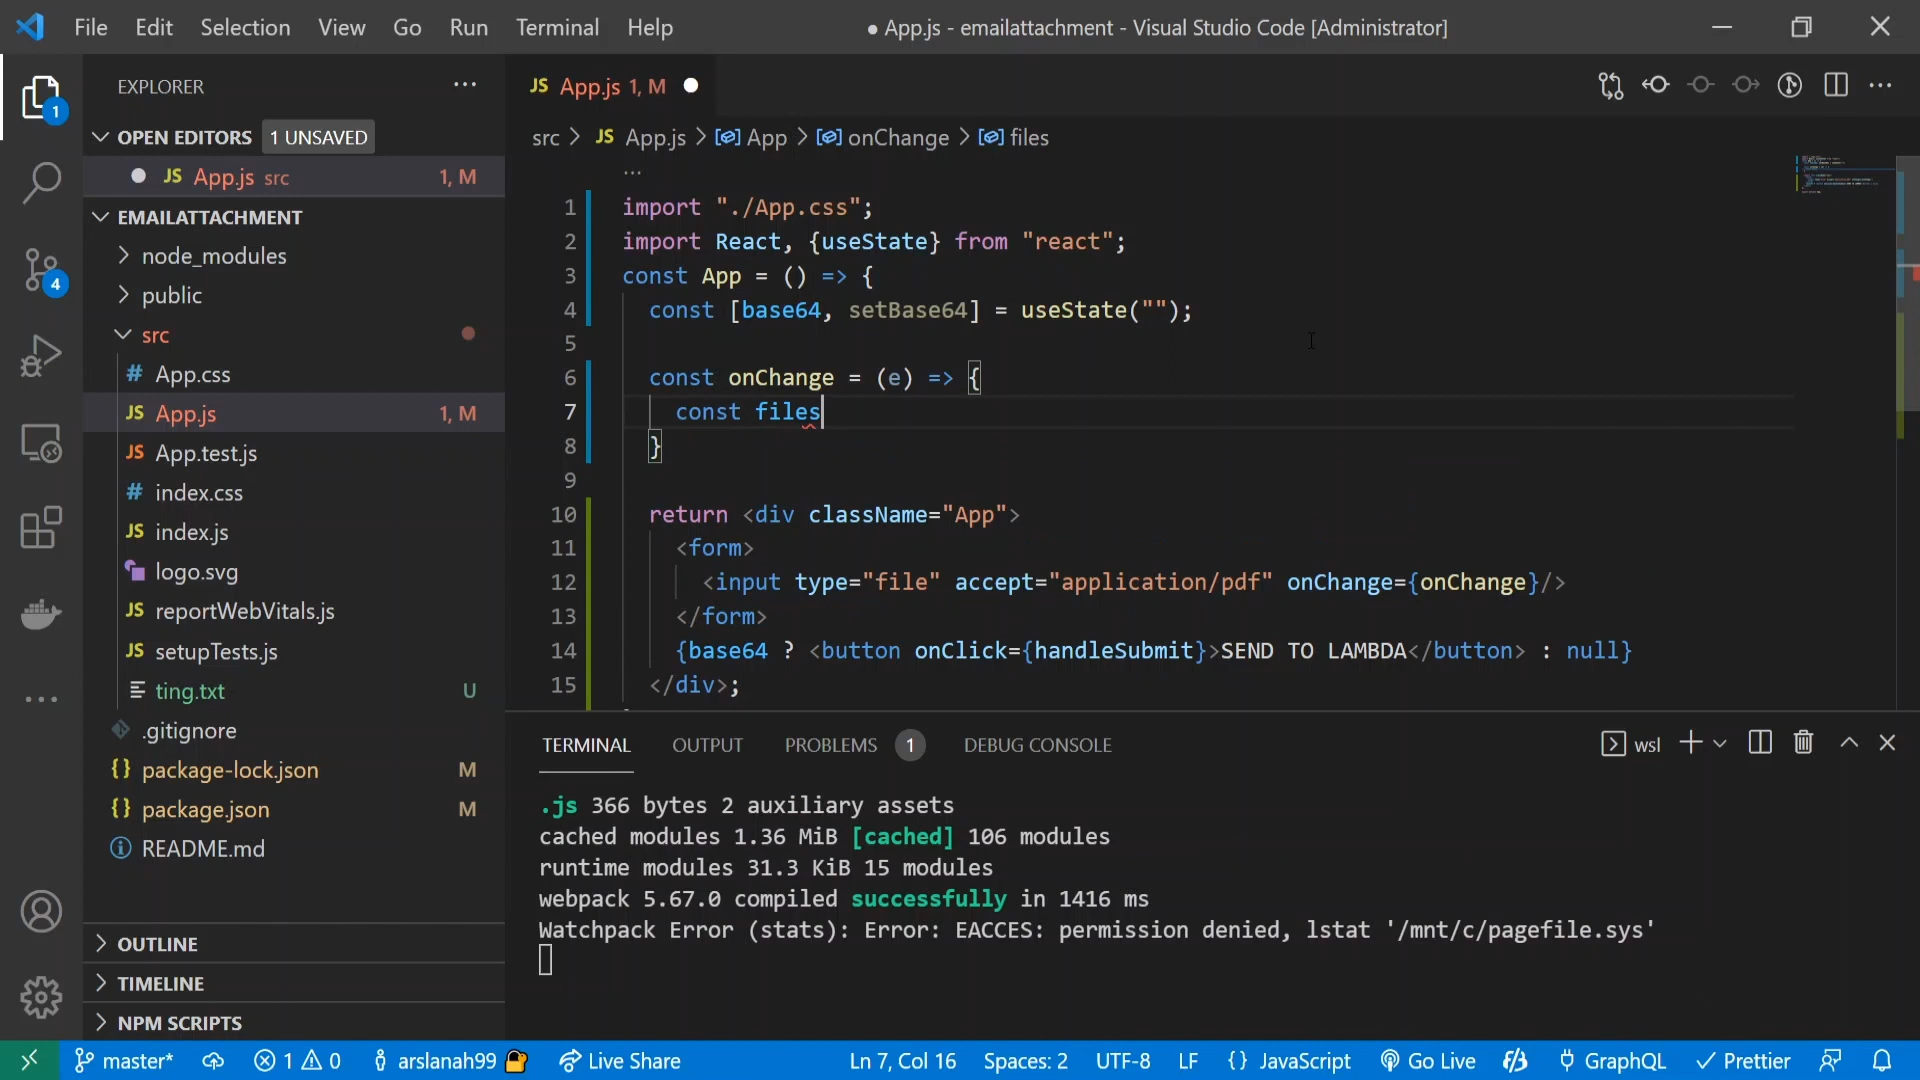 File Edit Selection View Go Run Terminal Help
● App.js - emailattachment - Visual Studio Code [Administrator]
EXPLORER
OPEN EDITORS 1 UNSAVED
JS App.js src 1, M
EMAILATTACHMENT
node_modules
public
src
# App.css
JS App.js 1, M
JS App.test.js
# index.css
JS index.js
logo.svg
JS reportWebVitals.js
JS setupTests.js
ting.txt U
.gitignore
{} package-lock.json M
{} package.json M
README.md
OUTLINE
TIMELINE
NPM SCRIPTS
1
4
JS App.js 1, M
src > JS App.js > App > onChange > files
...
1 import "./App.css";
2 import React, {useState} from "react";
3 const App = () => {
4 const [base64, setBase64] = useState("");
5
6 const onChange = (e) => {
7 const files
8 }
9
10 return <div className="App">
11 <form>
12 <input type="file" accept="application/pdf" onChange={onChange}/>
13 </form>
14 {base64 ? <button onClick={handleSubmit}>SEND TO LAMBDA</button> : null}
15 </div>;
TERMINAL OUTPUT PROBLEMS 1 DEBUG CONSOLE
wsl
.js 366 bytes 2 auxiliary assets
cached modules 1.36 MiB [cached] 106 modules
runtime modules 31.3 KiB 15 modules
webpack 5.67.0 compiled successfully in 1416 ms
Watchpack Error (stats): Error: EACCES: permission denied, lstat '/mnt/c/pagefile.sys'
master* 1 0 arslanah99 Live Share Ln 7, Col 16 Spaces: 2 UTF-8 LF {} JavaScript Go Live GraphQL Prettier